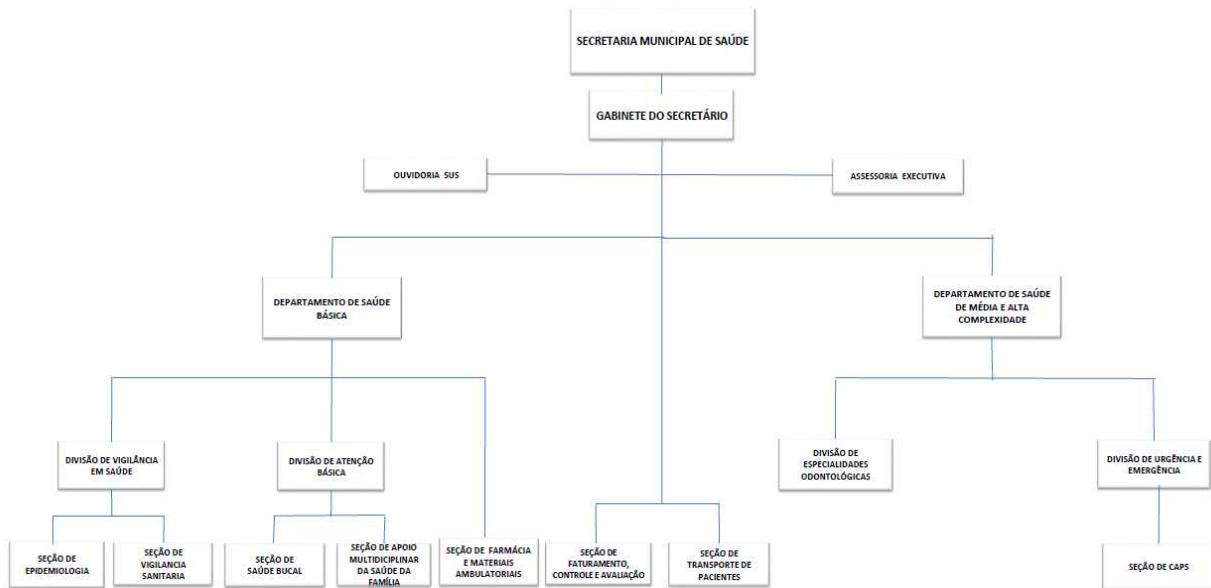 SECRETARIA MUNICIPAL DE SAÚDE
GABINETE DO SECRETÁRIO
OUVIDORIA SUS
ASSESSORIA EXECUTIVA
DEPARTAMENTO DE SAÚDE
BÁSICA
DEPARTAMENTO DE SAÚDE
DE MÉDIA E ALTA
COMPLEXIDADE
DIVISÃO DE VIGILÂNCIA
EM SAÚDE
DIVISÃO DE ATENÇÃO
BÁSICA
DIVISÃO DE
ESPECIALIDADES
ODONTOLÓGICAS
DIVISÃO DE URGÊNCIA E
EMERGÊNCIA
SEÇÃO DE
EPIDEMIOLOGIA
SEÇÃO DE
VIGILANCIA
SANITARIA
SEÇÃO DE
SAÚDE BUCAL
SEÇÃO DE APOIO
MULTIDICIPLINAR
DA SAÚDE DA
FAMÍLIA
SEÇÃO DE FARMÁCIA
E MATERIAIS
AMBULATORIAIS
SEÇÃO DE
FATURAMENTO,
CONTROLE E AVALIAÇÃO
SEÇÃO DE
TRANSPORTE DE
PACIENTES
SEÇÃO DE CAPS